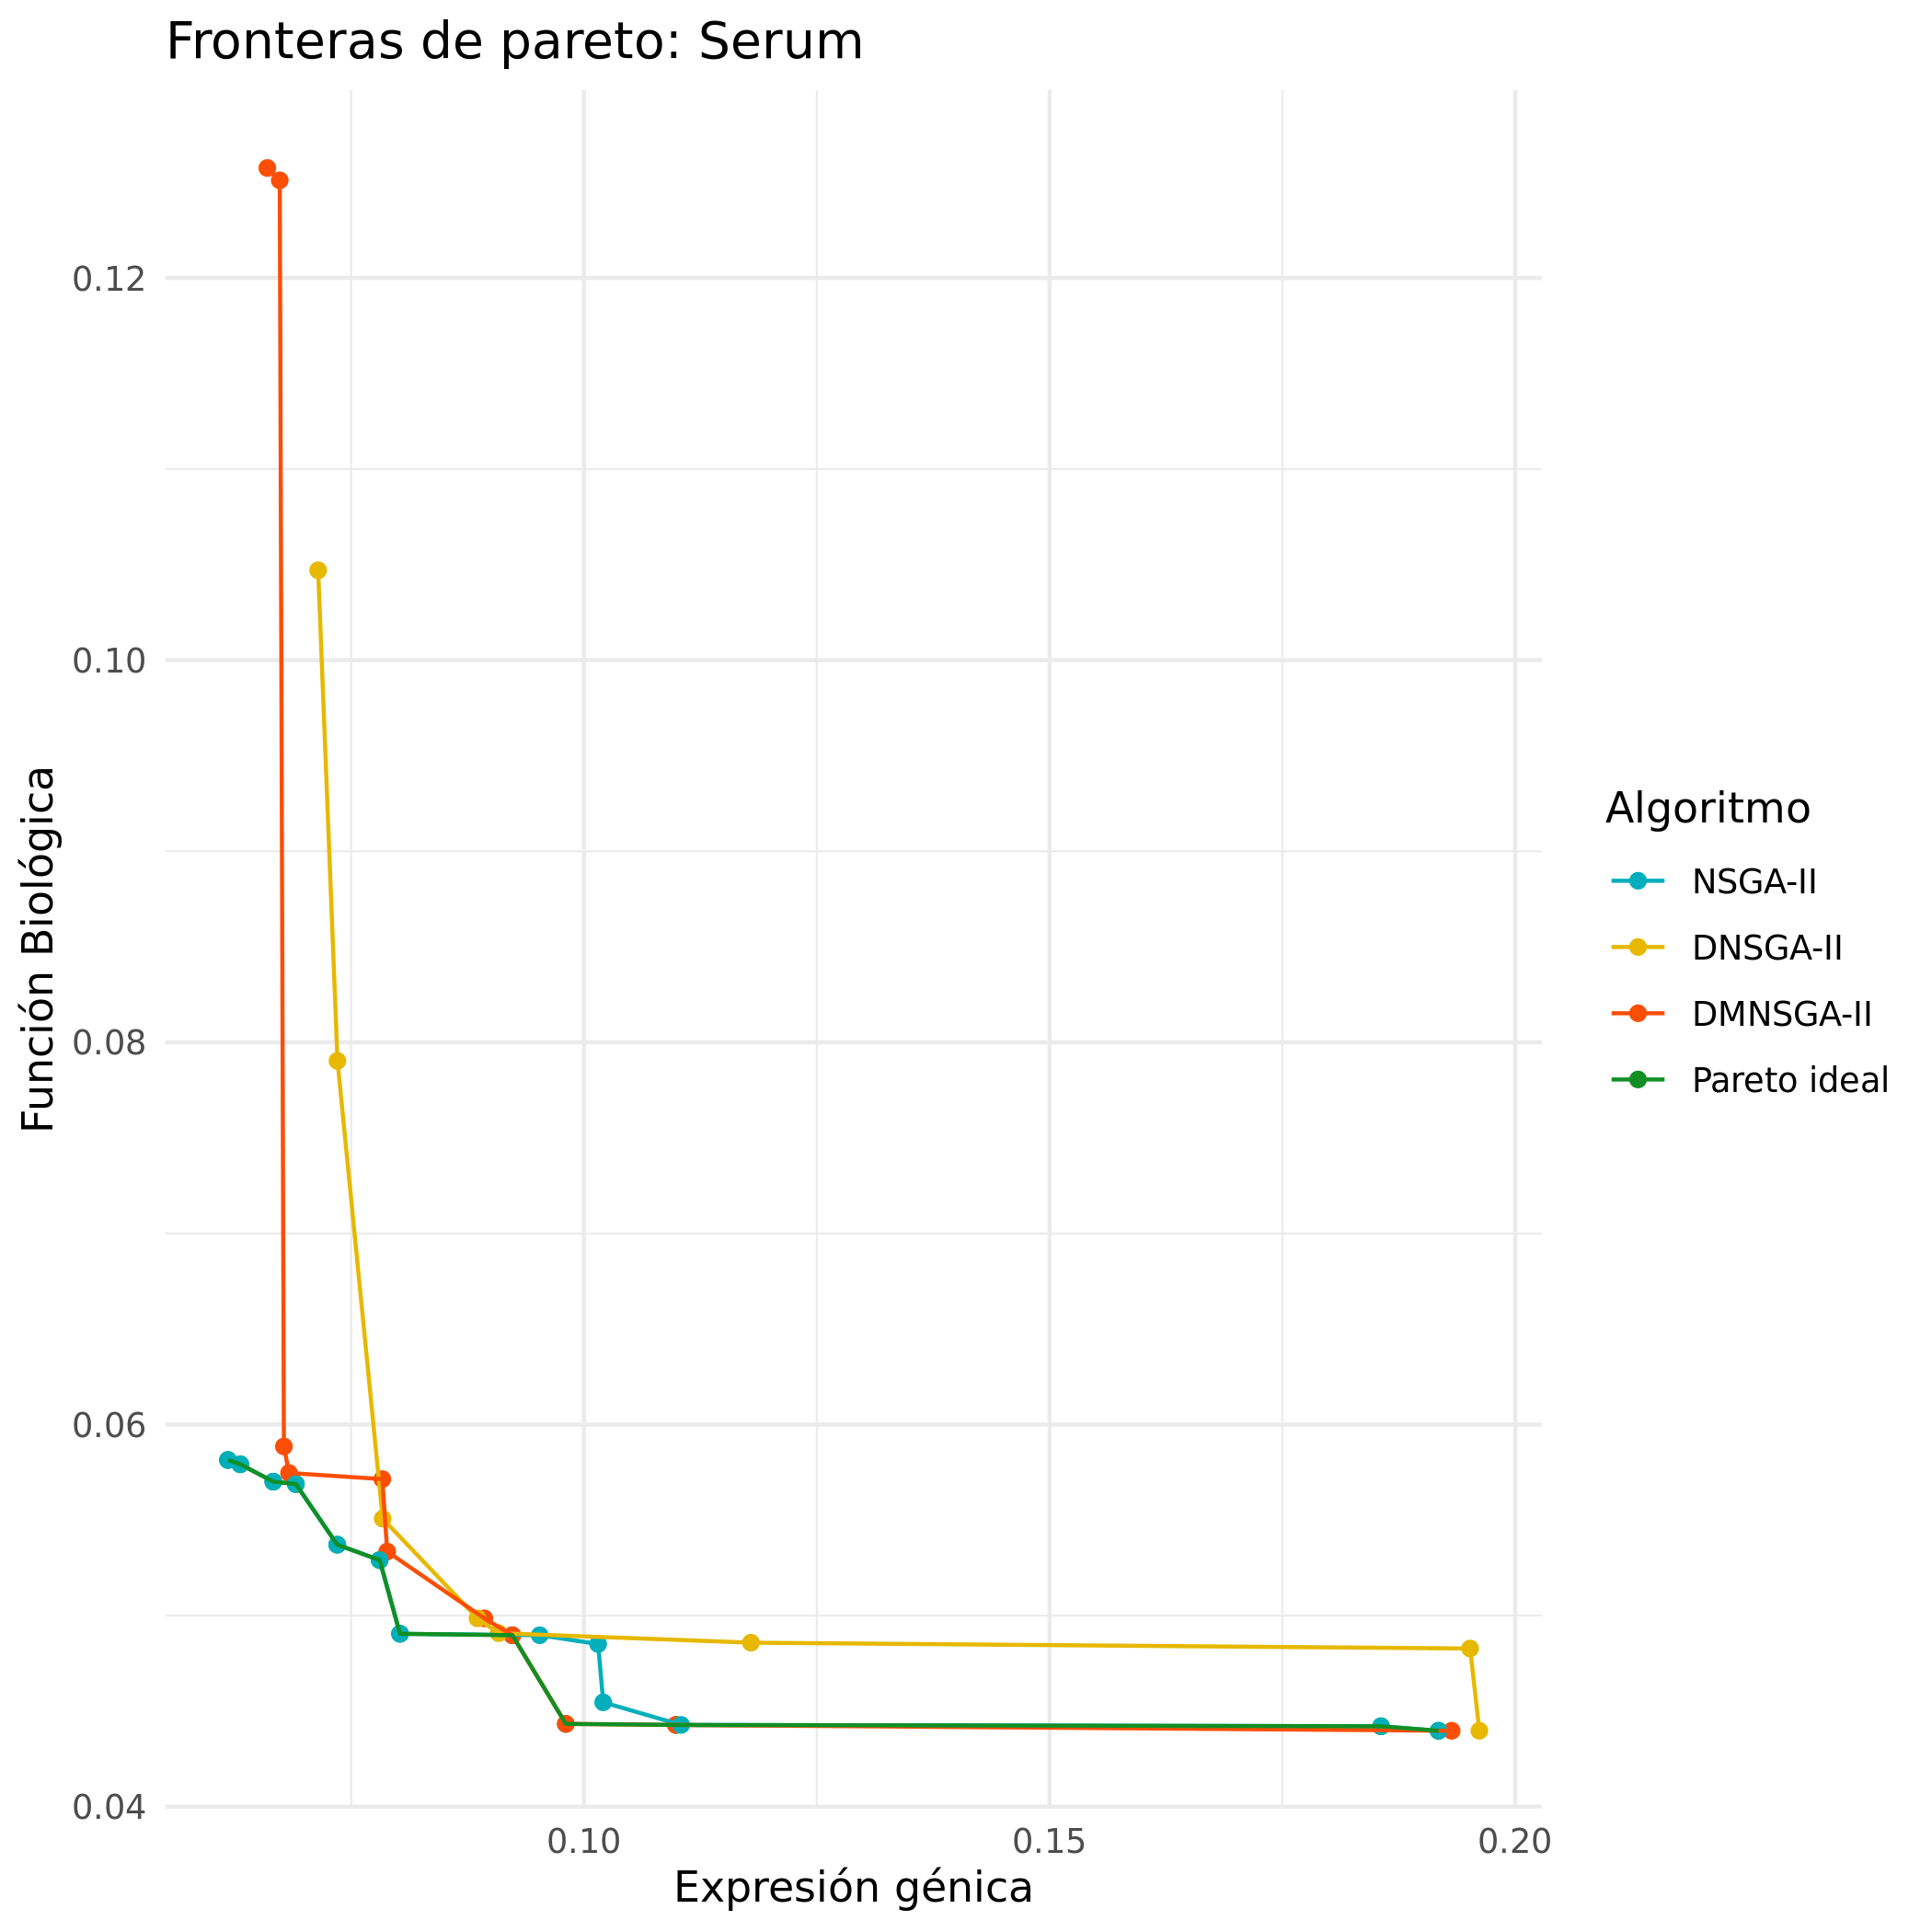 Fronteras de pareto: Serum
Función Biológica
0.12
0.10
0.08
0.06
0.04
0.10
0.15
0.20
Expresión génica
Algoritmo
NSGA-II
DNSGA-II
DMNSGA-II
Pareto ideal